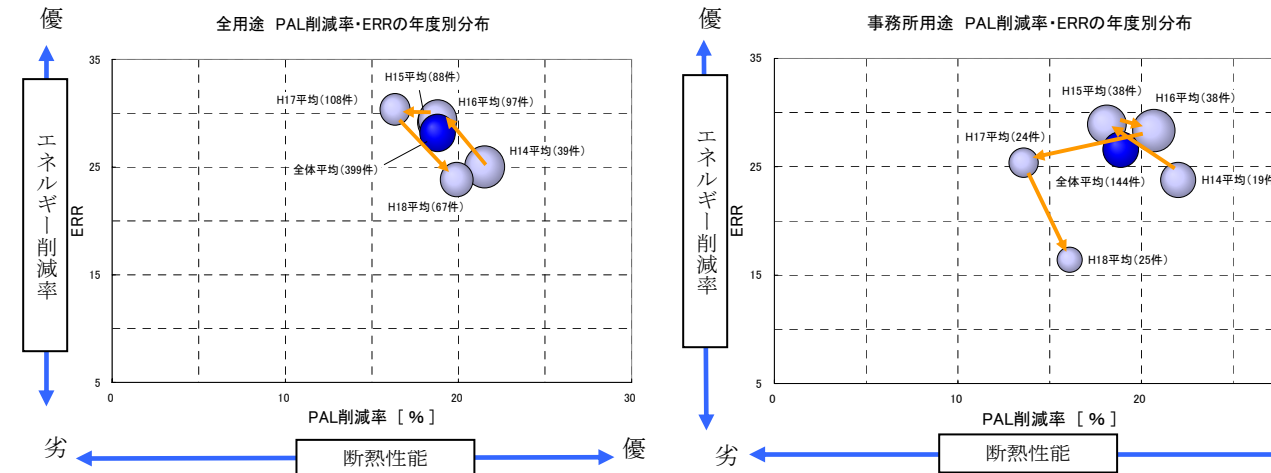 優
全用途 PAL削減率・ERRの年度別分布
35
25
15
5
エネルギー削減率
ERR
H15平均(88件)
H17平均(108件)
H16平均(97件)
全体平均(399件)
H14平均(39件)
H18平均(67件)
0
10
20
30
PAL削減率 [ % ]
劣
断熱性能
優
優
事務所用途 PAL削減率・ERRの年度別分布
35
25
15
5
エネルギー削減率
ERR
H15平均(38件)
H16平均(38件)
H17平均(24件)
全体平均(144件)
H14平均(19件
H18平均(25件)
0
10
20
PAL削減率 [ % ]
劣
断熱性能